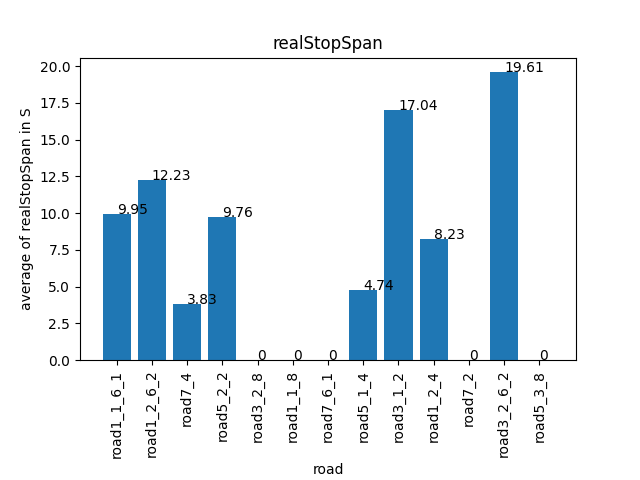 realStopSpan
average of realStopSpan in S
20.0
17.5
15.0
12.5
10.0
7.5
5.0
2.5
0.0
9.95
12.23
3.83
9.76
0
0
0
4.74
17.04
8.23
0
19.61
0
road1_1_6_1
road1_2_6_2
road7_4
road5_2_2
road3_2_8
road1_1_8
road7_6_1
road5_1_4
road3_1_2
road1_2_4
road7_2
road3_2_6_2
road5_3_8
road